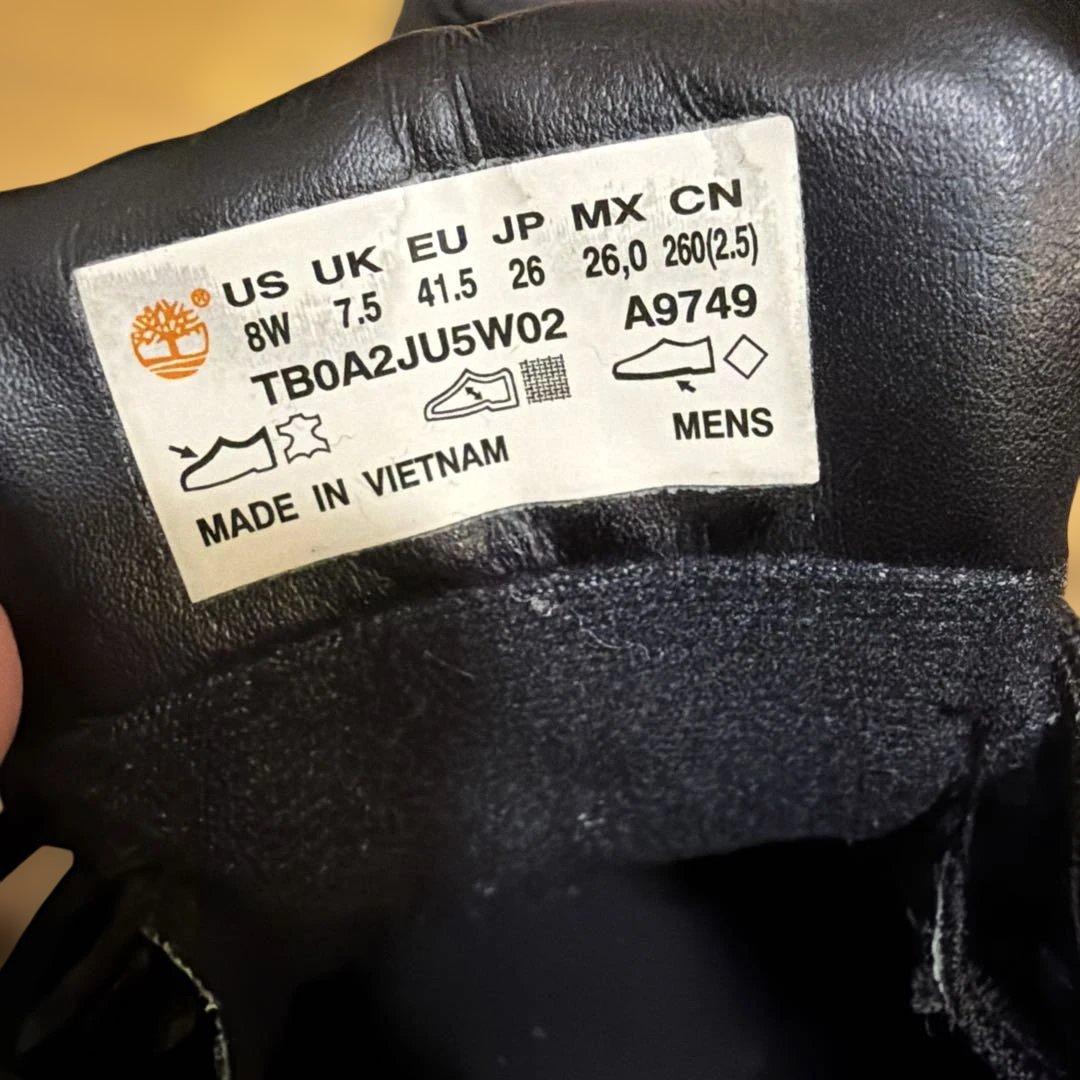 US UK EU JP MX CN
8W 7.5 41.5 26 26,0 260(2.5)
TB0A2JU5W02 A9749
MENS
MADE IN VIETNAM
®